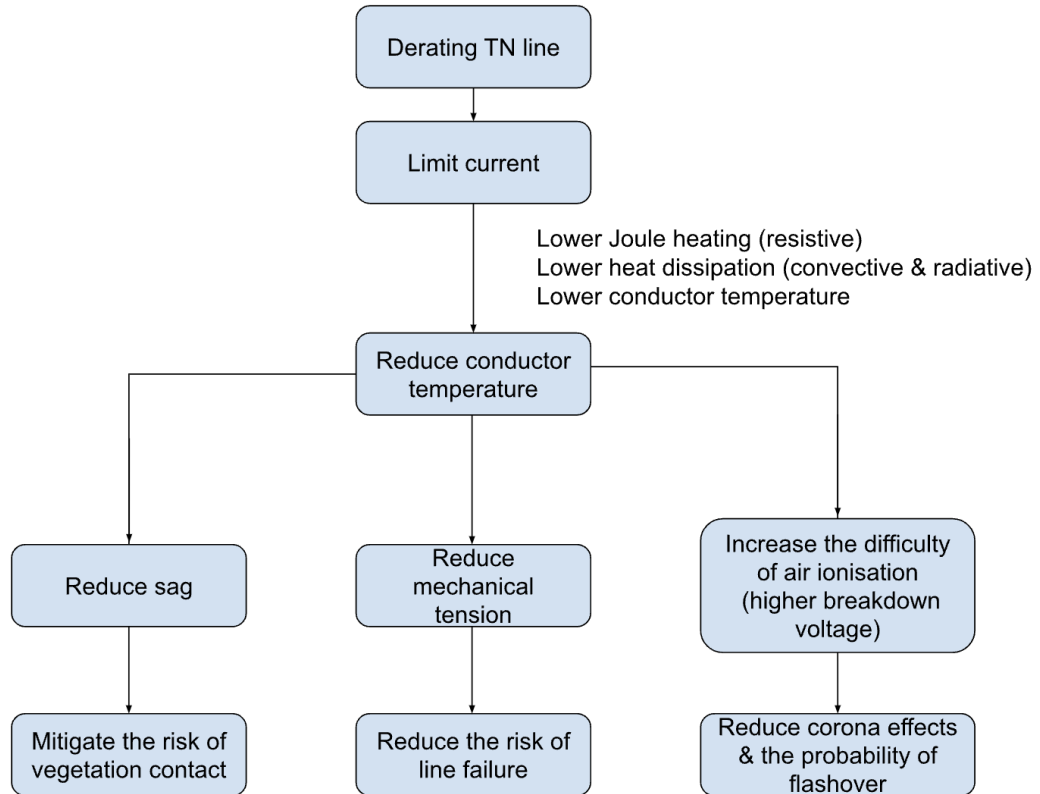 Derating TN line
Limit current
Lower Joule heating (resistive)
Lower heat dissipation (convective & radiative)
Lower conductor temperature
Reduce conductor
temperature
Reduce sag
Reduce
mechanical
tension
Increase the difficulty
of air ionisation
(higher breakdown
voltage)
Mitigate the risk of
vegetation contact
Reduce the risk of
line failure
Reduce corona effects
& the probability of
flashover